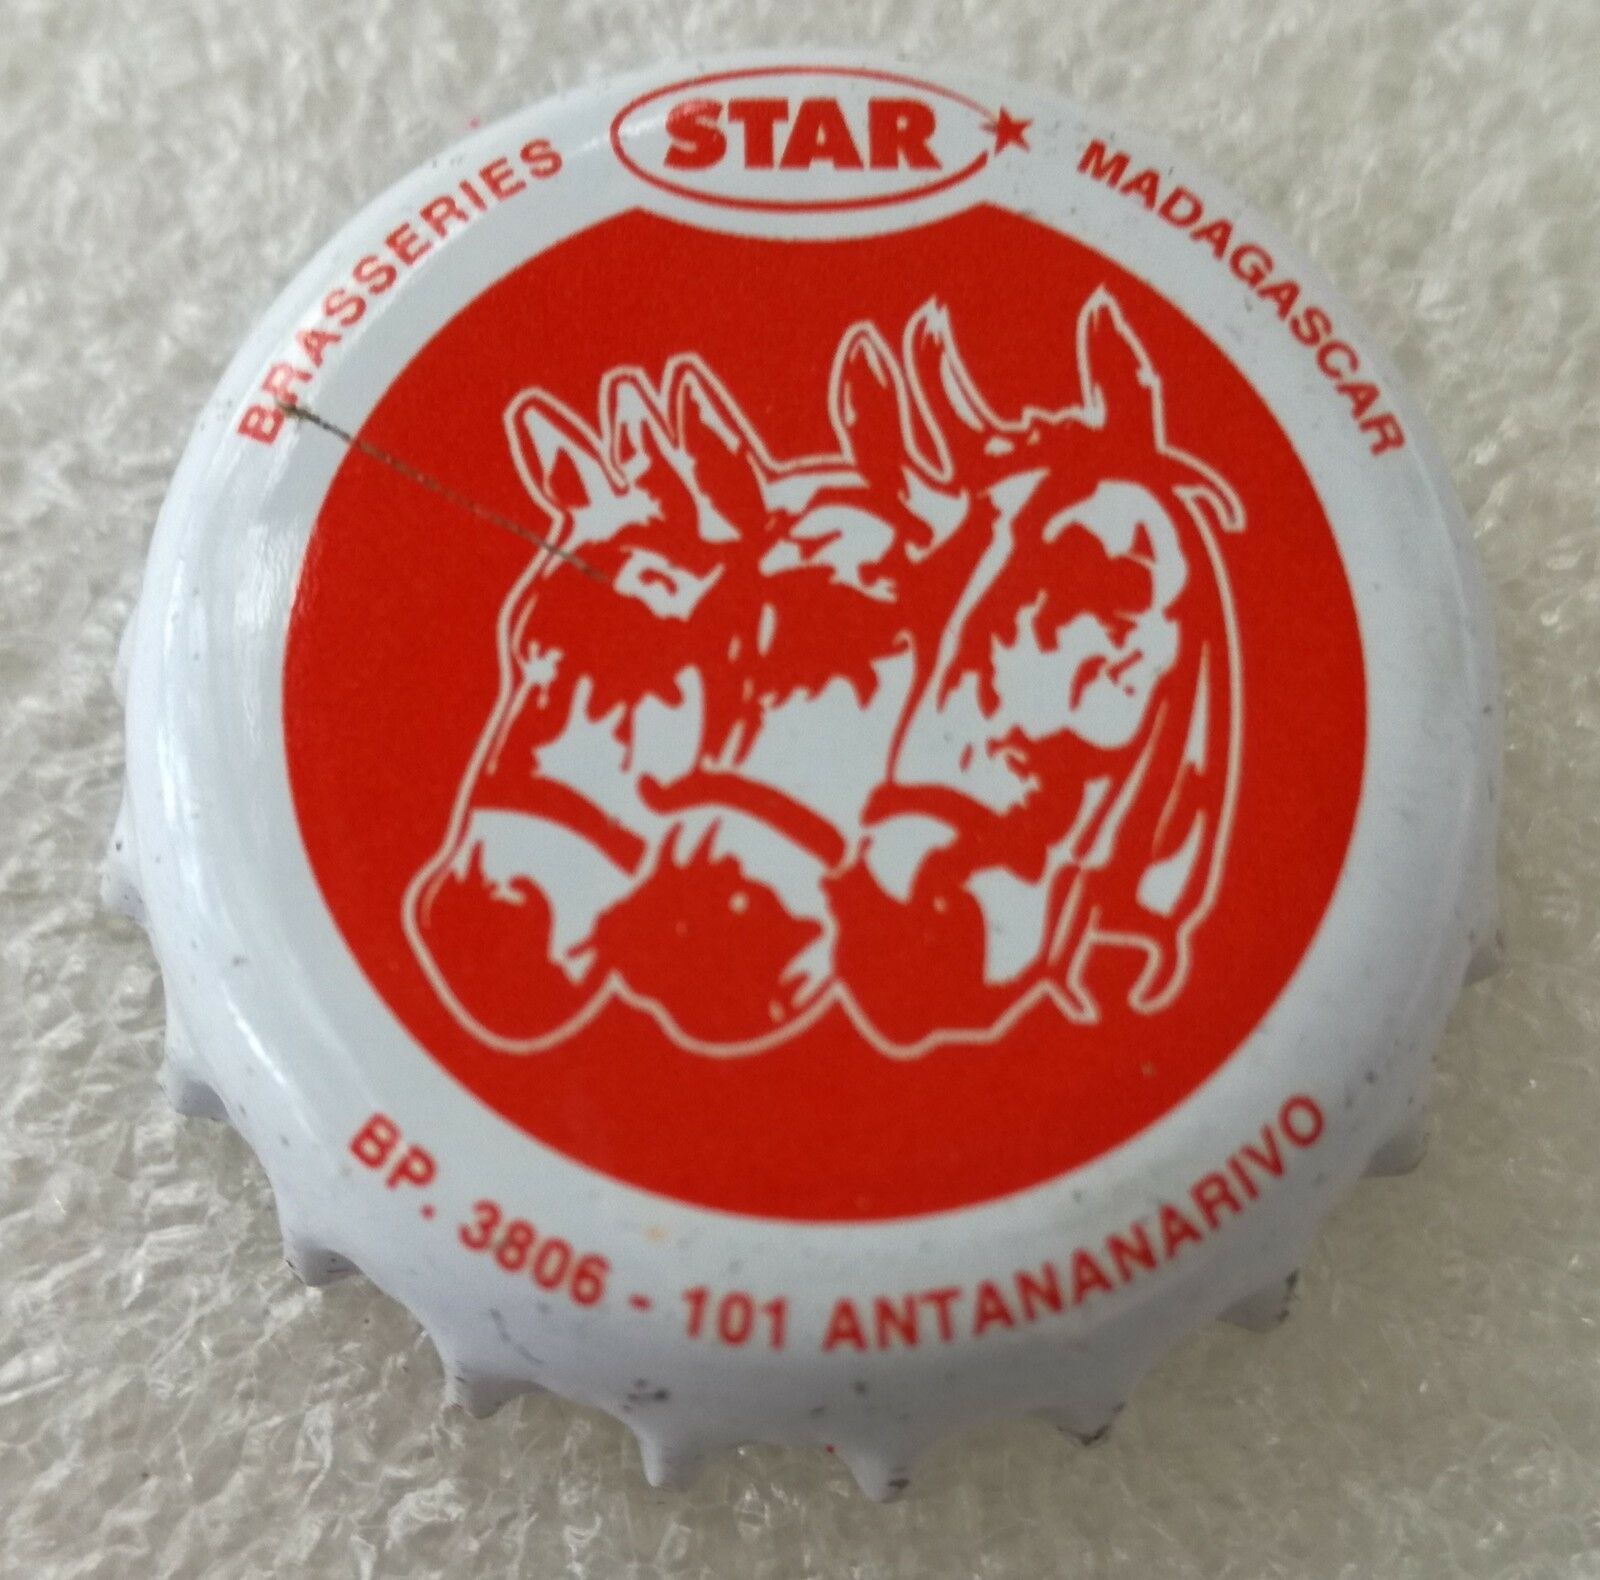 BRASSERIES STAR MADAGASCAR
BP. 3806 - 101 ANTANANARIVO